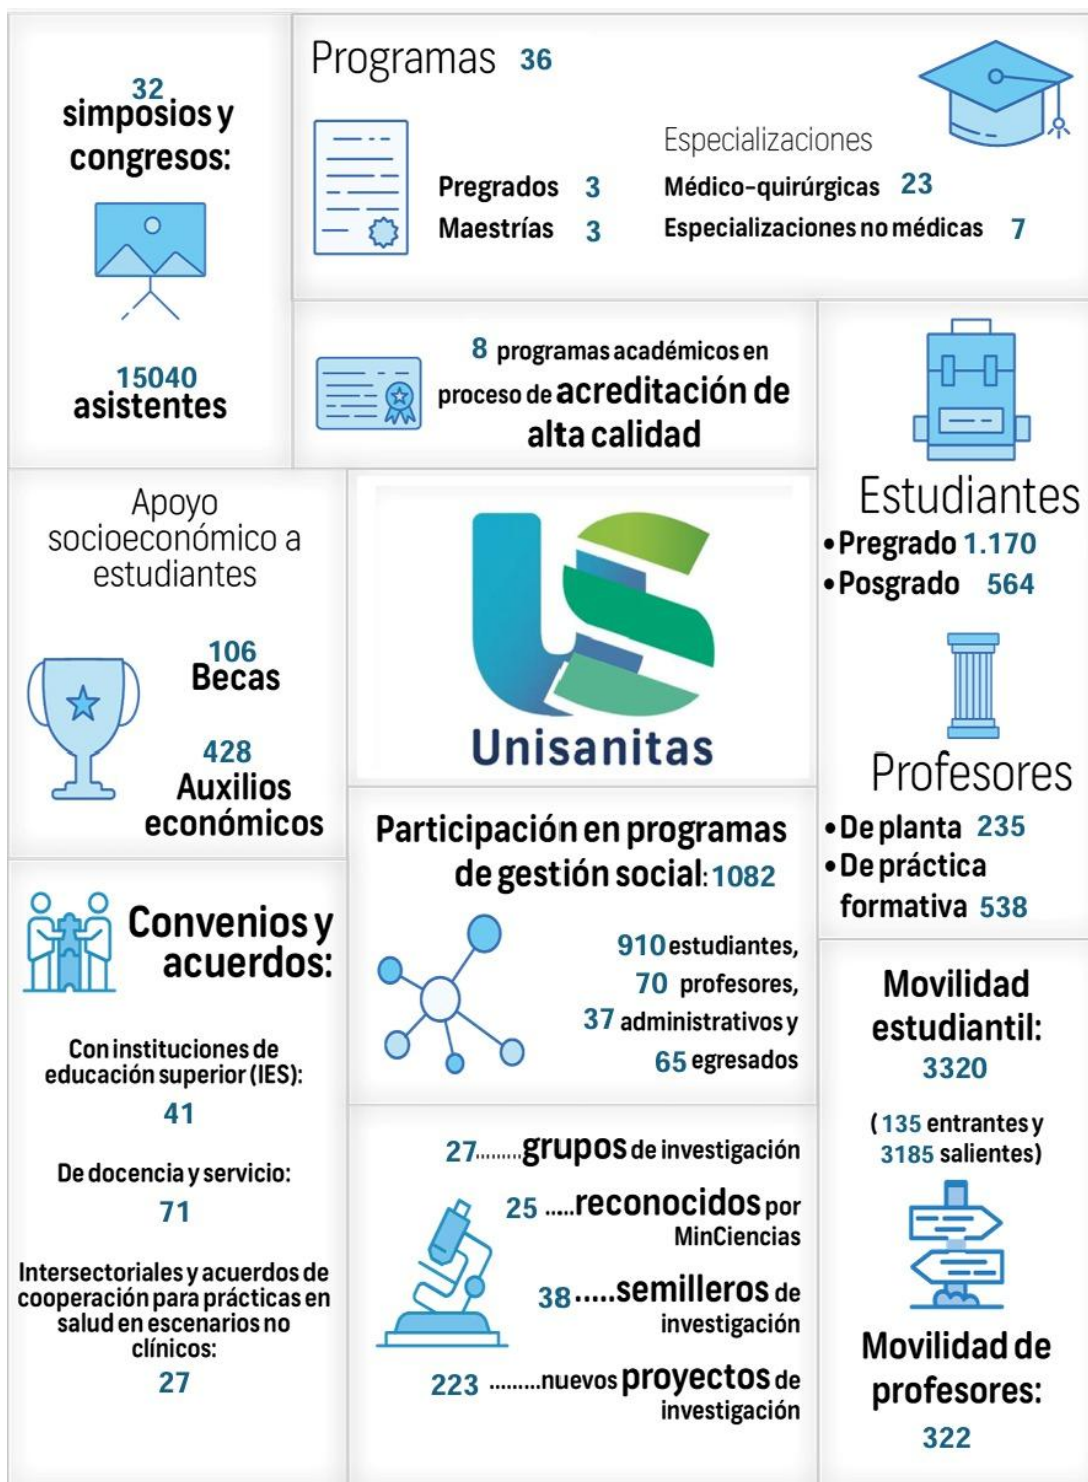 32
simposios y
congresos:
15040
asistentes
Programas 36
Pregrados 3
Maestrías 3
Especializaciones
Médico-quirúrgicas 23
Especializaciones no médicas 7
8 programas académicos en
proceso de acreditación de
alta calidad
Estudiantes
• Pregrado 1.170
• Posgrado 564
Profesores
• De planta 235
• De práctica
formativa 538
Apoyo
socioeconómico a
estudiantes
106
Becas
428
Auxilios
económicos
US
Unisanitas
Participación en programas
de gestión social: 1082
910 estudiantes,
70 profesores,
37 administrativos y
65 egresados
Convenios y
acuerdos:
Con instituciones de
educación superior (IES):
41
De docencia y servicio:
71
Intersectoriales y acuerdos de
cooperación para prácticas en
salud en escenarios no
clínicos:
27
27.........grupos de investigación
25 .....reconocidos por
MinCiencias
38.....semilleros de
investigación
223 .........nuevos proyectos de
investigación
Movilidad
estudiantil:
3320
( 135 entrantes y
3185 salientes)
Movilidad de
profesores:
322